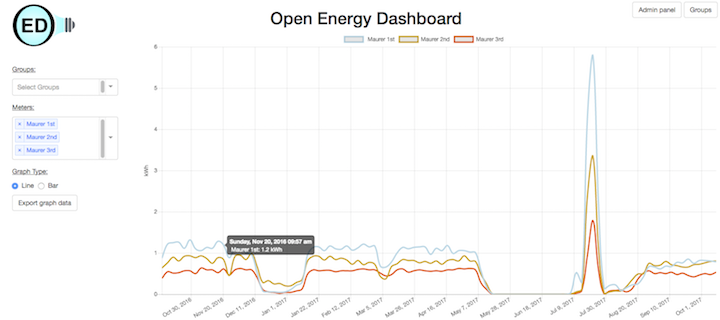 ED
Open Energy Dashboard
Admin panel
Groups
Groups:
Select Groups
Meters:
× Maurer 1st
× Maurer 2nd
× Maurer 3rd
Graph Type:
Line Bar
Export graph data
Maurer 1st Maurer 2nd Maurer 3rd
kWh
6
5
4
3
2
1
0
Sunday, Nov 20, 2016 09:57 am
Maurer 1st: 1.2 kWh
Oct 30, 2016
Nov 20, 2016
Dec 11, 2016
Jan 1, 2017
Jan 22, 2017
Feb 12, 2017
Mar 5, 2017
Mar 26, 2017
Apr 16, 2017
May 7, 2017
May 28, 2017
Jun 18, 2017
Jul 9, 2017
Jul 30, 2017
Aug 20, 2017
Sep 10, 2017
Oct 1, 2017